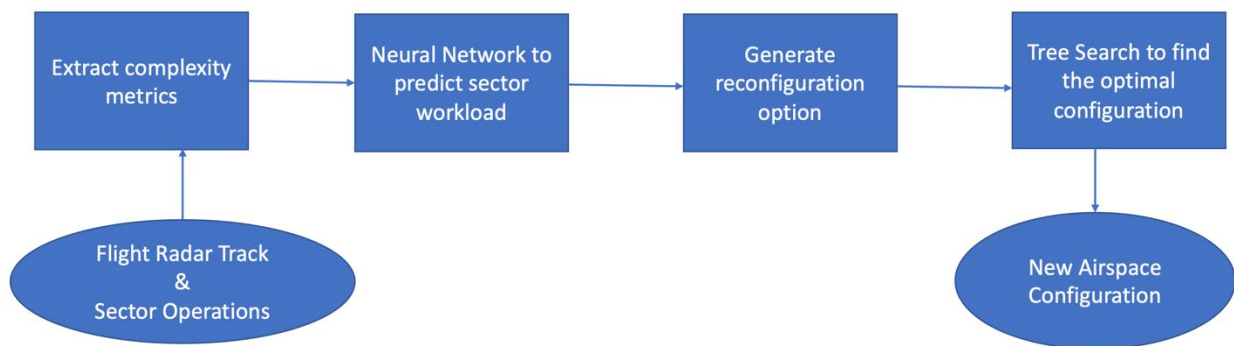 Extract complexity
metrics
Neural Network to
predict sector
workload
Generate
reconfiguration
option
Tree Search to find
the optimal
configuration
Flight Radar Track
&
Sector Operations
New Airspace
Configuration